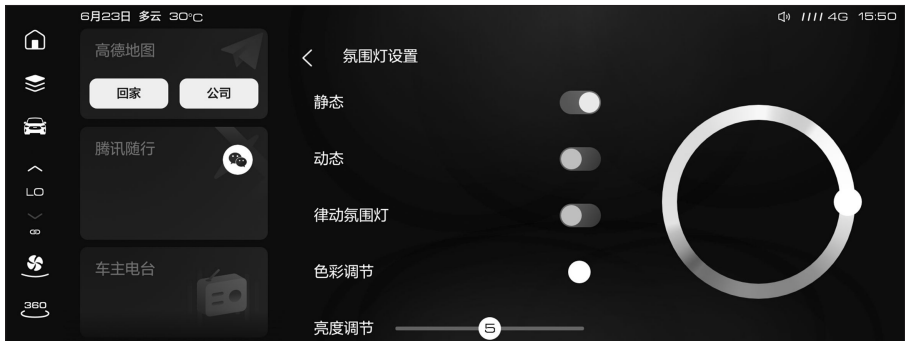 6月23日 多云 30°C
4G 15:50
高德地图
回家 公司
腾讯随行
车主电台
LO
360
氛围灯设置
静态
动态
律动氛围灯
色彩调节
亮度调节 5